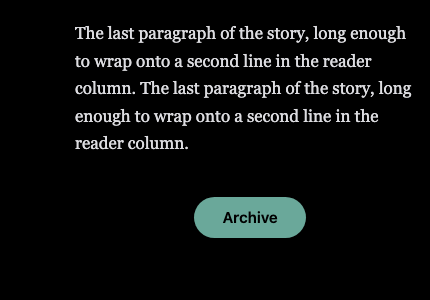 The last paragraph of the story, long enough
to wrap onto a second line in the reader
column. The last paragraph of the story, long
enough to wrap onto a second line in the
reader column.
Archive